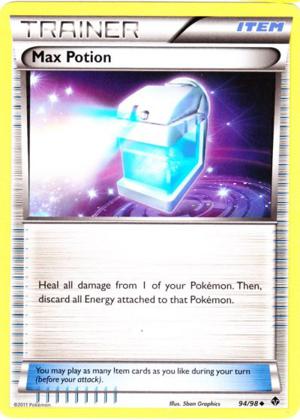 TRAINER
ITEM
Max Potion
Heal all damage from 1 of your Pokémon. Then,
discard all Energy attached to that Pokémon.
You may play as many Item cards as you like during your turn
(before your attack).
©2011 Pokémon
Illus. 5ban Graphics
94/98